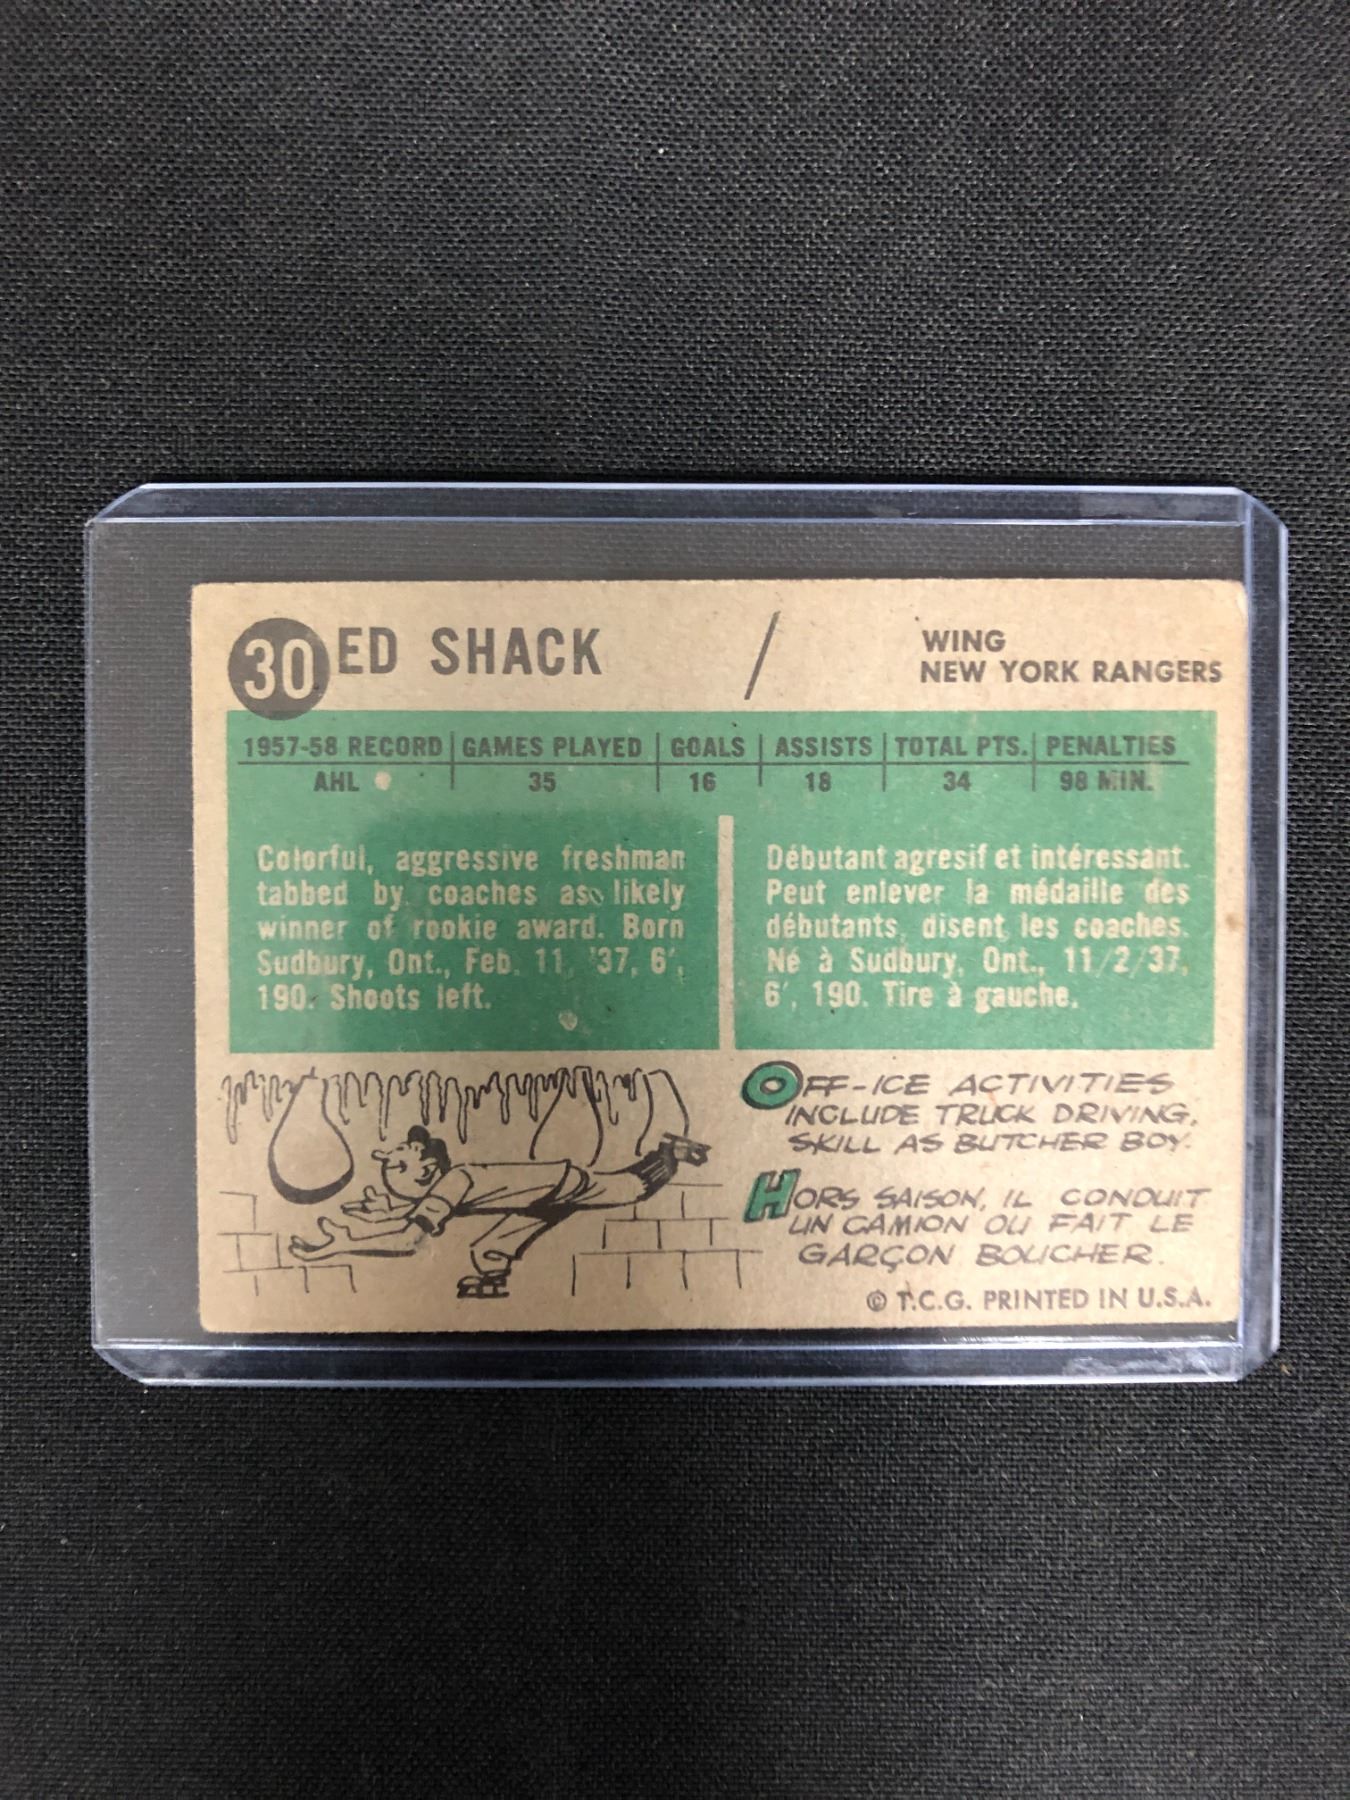 30 ED SHACK / WING
NEW YORK RANGERS
1957-58 RECORD GAMES PLAYED GOALS ASSISTS TOTAL PTS. PENALTIES
AHL 35 16 18 34 98 MIN.
Colorful, aggressive freshman
tabbed by coaches as likely
winner of rookie award. Born
Sudbury, Ont., Feb. 11, '37, 6',
190. Shoots left.
Débutant agresif et intéressant.
Peut enlever la médaille des
débutants, disent les coaches.
Né à Sudbury, Ont., 11/2/37,
6', 190. Tire à gauche.
OFF-ICE ACTIVITIES
INCLUDE TRUCK DRIVING,
SKILL AS BUTCHER BOY.
HORS SAISON, IL CONDUIT
UN CAMION OU FAIT LE
GARÇON BOUCHER.
© T.C.G. PRINTED IN U.S.A.